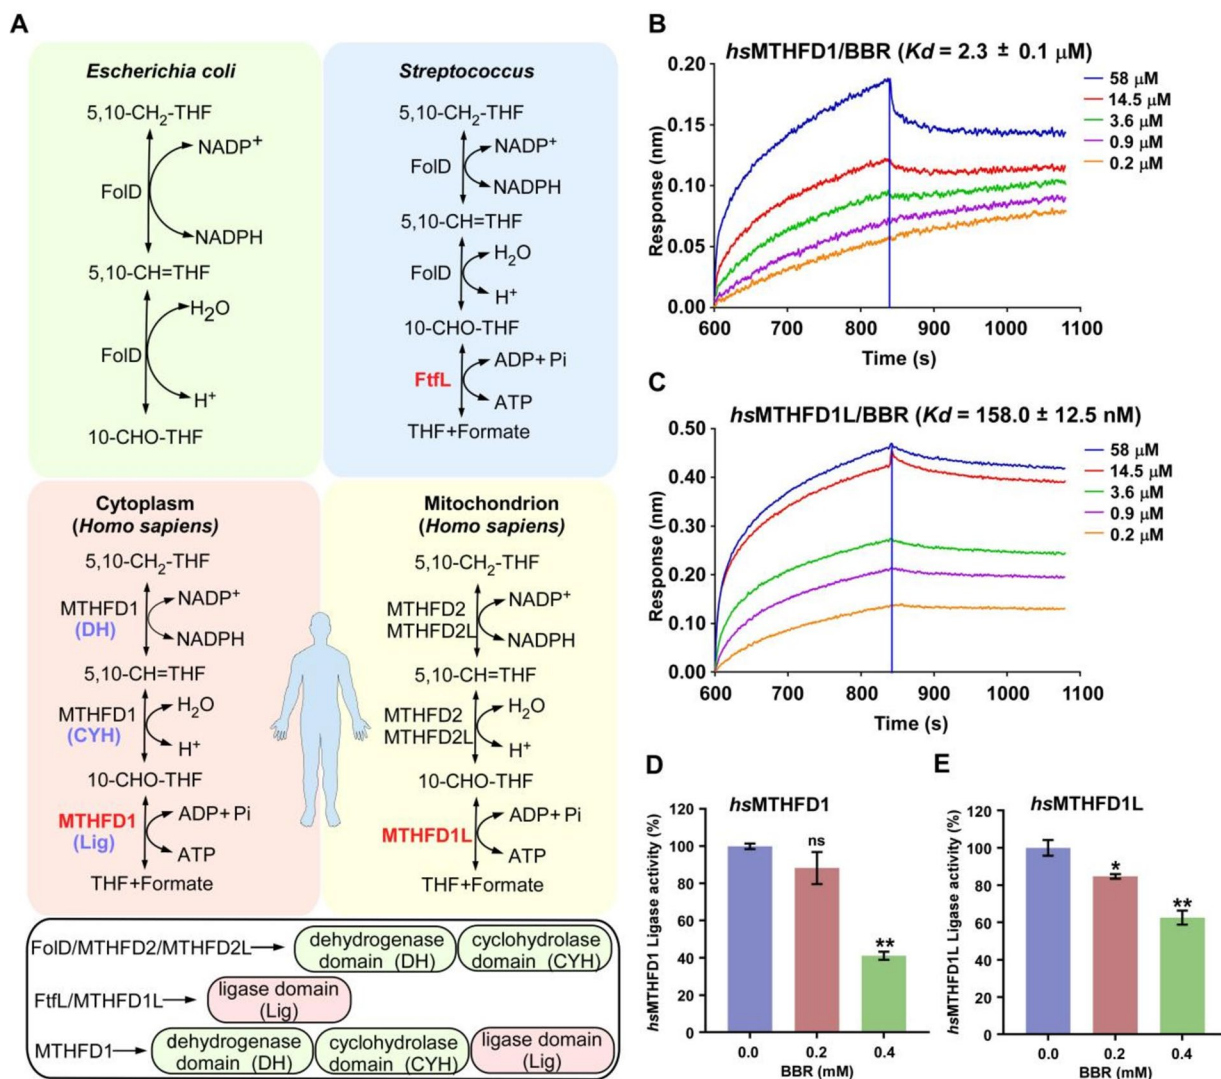 A
Escherichia coli
5,10-CH₂-THF
NADP⁺
FolD
NADPH
5,10-CH=THF
H₂O
FolD
H⁺
10-CHO-THF
Streptococcus
5,10-CH₂-THF
NADP⁺
FolD
NADPH
5,10-CH=THF
H₂O
FolD
H⁺
10-CHO-THF
ADP+ Pi
FtfL
ATP
THF+Formate
Cytoplasm
(Homo sapiens)
5,10-CH₂-THF
MTHFD1
NADP⁺
(DH)
NADPH
5,10-CH=THF
MTHFD1
H₂O
(CYH)
H⁺
10-CHO-THF
MTHFD1
ADP+ Pi
(Lig)
ATP
THF+Formate
Mitochondrion
(Homo sapiens)
5,10-CH₂-THF
MTHFD2
NADP⁺
MTHFD2L
NADPH
5,10-CH=THF
MTHFD2
H₂O
MTHFD2L
H⁺
10-CHO-THF
ADP+ Pi
MTHFD1L
ATP
THF+Formate
FolD/MTHFD2/MTHFD2L
dehydrogenase
domain (DH)
cyclohydrolase
domain (CYH)
FtfL/MTHFD1L
ligase domain
(Lig)
MTHFD1
dehydrogenase
domain (DH)
cyclohydrolase
domain (CYH)
ligase domain
(Lig)
B
hsMTHFD1/BBR (Kd = 2.3 ± 0.1 μM)
Response (nm)
0.20
0.15
0.10
0.05
0.00
600 700 800 900 1000 1100
Time (s)
58 μM
14.5 μM
3.6 μM
0.9 μM
0.2 μM
C
hsMTHFD1L/BBR (Kd = 158.0 ± 12.5 nM)
Response (nm)
0.50
0.40
0.30
0.20
0.10
0.00
600 700 800 900 1000 1100
Time (s)
58 μM
14.5 μM
3.6 μM
0.9 μM
0.2 μM
D
hsMTHFD1
hsMTHFD1 Ligase activity (%)
120
100
80
60
40
20
0
ns
**
0.0 0.2 0.4
BBR (mM)
E
hsMTHFD1L
hsMTHFD1L Ligase activity (%)
120
100
80
60
40
20
0
*
**
0.0 0.2 0.4
BBR (mM)